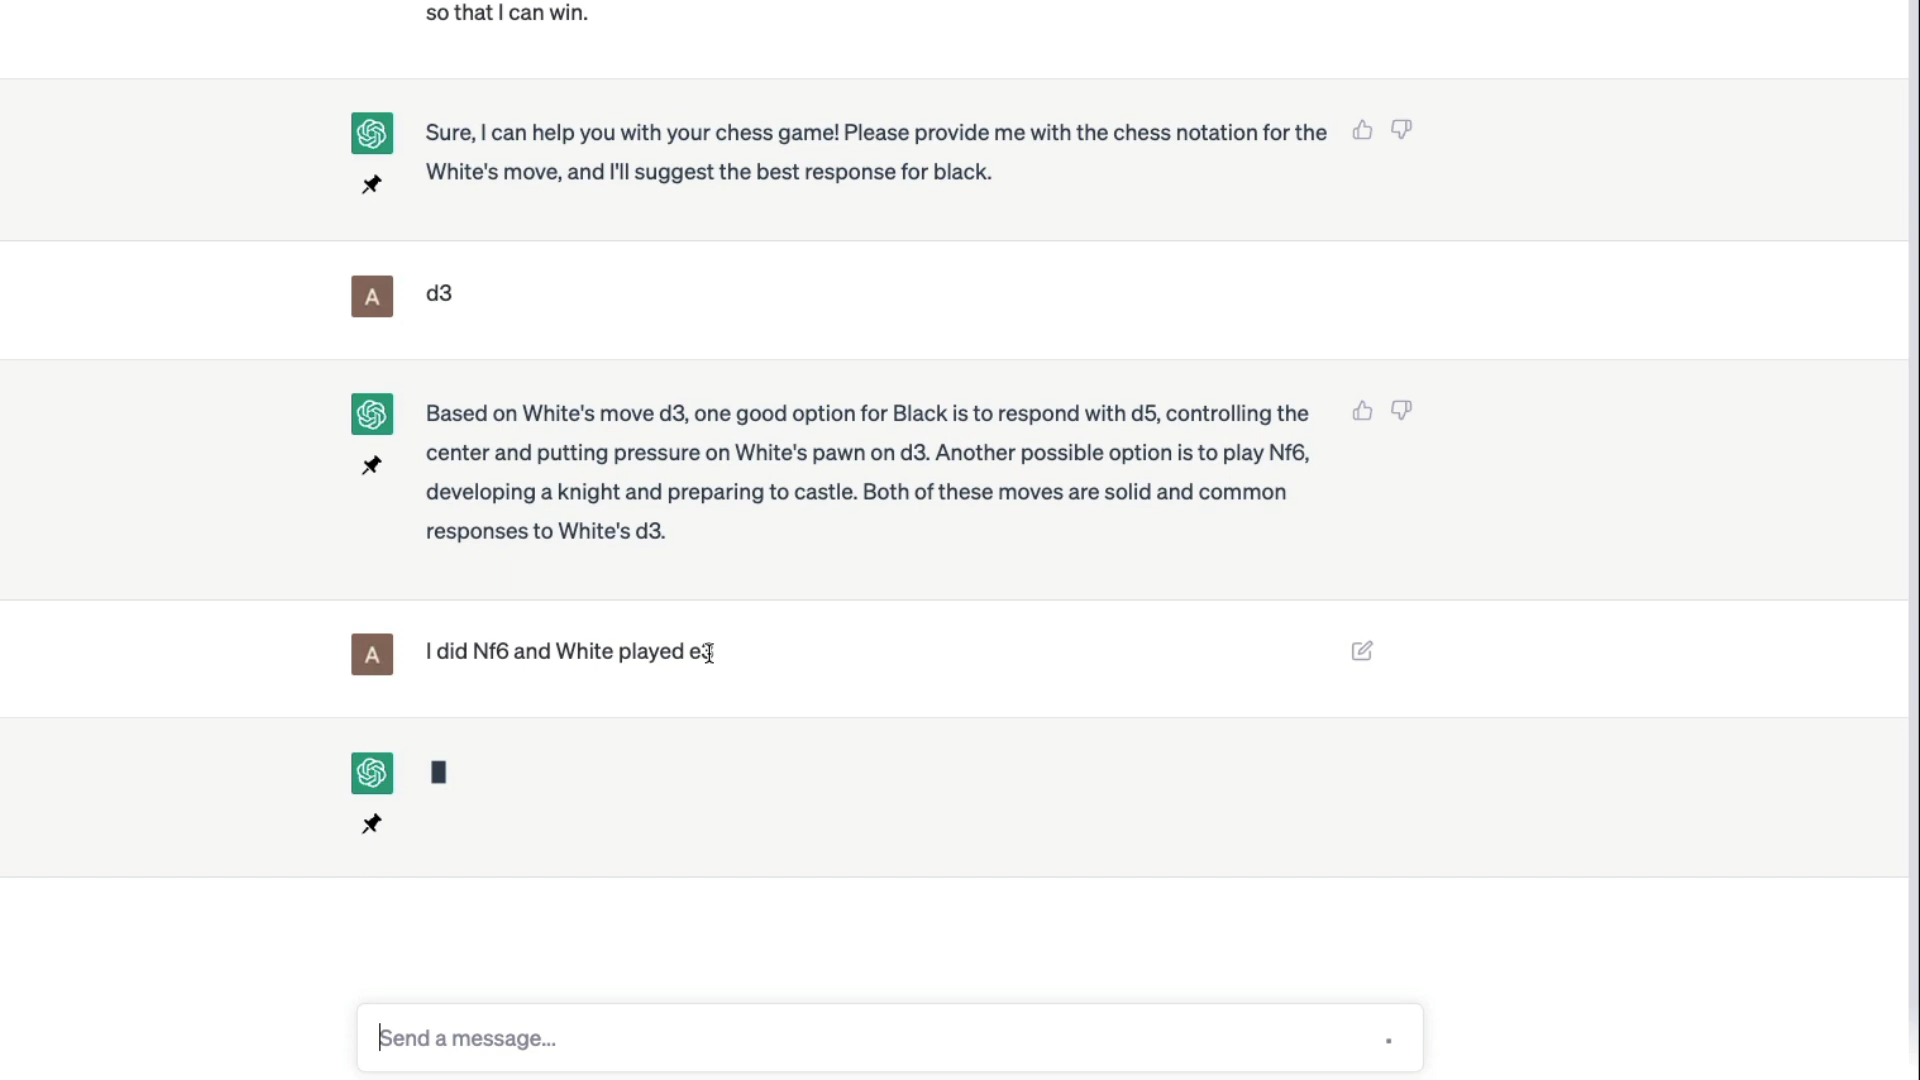 so that I can win.
Sure, I can help you with your chess game! Please provide me with the chess notation for the
White's move, and I'll suggest the best response for black.
A
d3
Based on White's move d3, one good option for Black is to respond with d5, controlling the
center and putting pressure on White's pawn on d3. Another possible option is to play Nf6,
developing a knight and preparing to castle. Both of these moves are solid and common
responses to White's d3.
A
I did Nf6 and White played e3
Send a message...